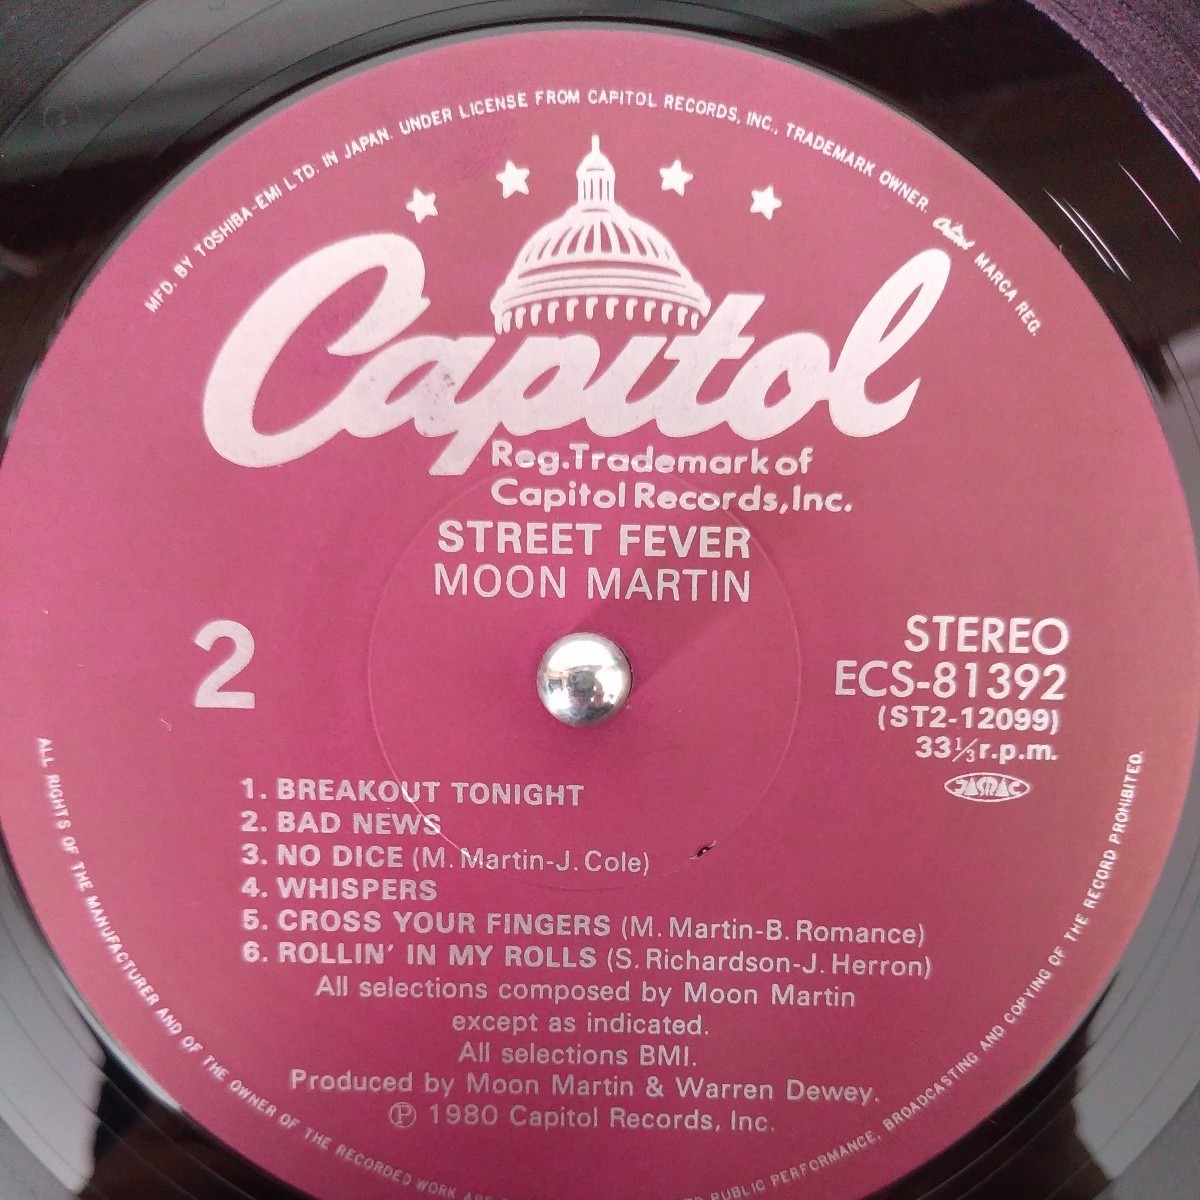 MFD. BY TOSHIBA-EMI LTD. IN JAPAN. UNDER LICENSE FROM CAPITOL RECORDS, INC., TRADEMARK OWNER. Capitol MARCA REG.
Capitol
Reg.Trademark of
Capitol Records,Inc.
STREET FEVER
MOON MARTIN
2
STEREO
ECS-81392
(ST2-12099)
33⅓r.p.m.
JASRAC
1. BREAKOUT TONIGHT
2. BAD NEWS
3. NO DICE (M. Martin-J. Cole)
4. WHISPERS
5. CROSS YOUR FINGERS (M. Martin-B. Romance)
6. ROLLIN' IN MY ROLLS (S. Richardson-J. Herron)
All selections composed by Moon Martin
except as indicated.
All selections BMI.
Produced by Moon Martin & Warren Dewey.
Ⓟ 1980 Capitol Records, Inc.
ALL RIGHTS OF THE MANUFACTURER AND OF THE OWNER OF THE RECORDED WORK PUBLIC PERFORMANCE, BROADCASTING AND COPYING OF THE RECORD PROHIBITED.